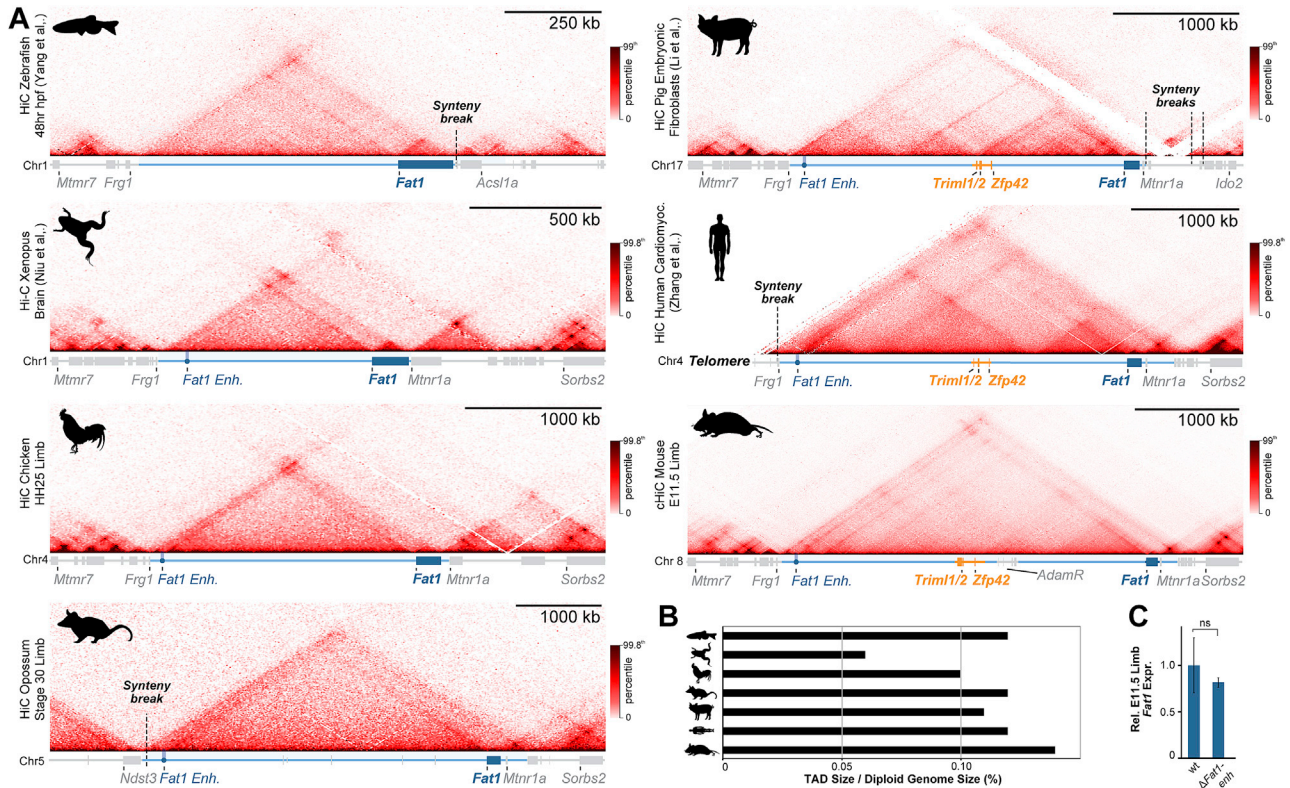 A
HiC Zebrafish
48hr hpf (Yang et al,.)
250 kb
99th
percentile
0
Synteny
break
Chr1
Mtmr7 Frg1 Fat1 Acsl1a
Hi-C Xenopus
Brain (Niu et al,.)
500 kb
99.8th
percentile
0
Chr1
Mtmr7 Frg1 Fat1 Enh. Fat1 Mtnr1a Sorbs2
HiC Chicken
HH25 Limb
1000 kb
99.8th
percentile
0
Chr4
Mtmr7 Frg1 Fat1 Enh. Fat1 Mtnr1a Sorbs2
HiC Opossum
Stage 30 Limb
1000 kb
99.8th
percentile
0
Synteny
break
Chr5
Ndst3 Fat1 Enh. Fat1 Mtnr1a Sorbs2
HiC Pig Embryonic
Fibroblasts (Li et al,.)
1000 kb
99th
percentile
0
Synteny
breaks
Chr17
Mtmr7 Frg1 Fat1 Enh. Triml1/2 Zfp42 Fat1 Mtnr1a Ido2
HiC Human Cardiomyoc.
(Zhang et al,.)
1000 kb
99.8th
percentile
0
Synteny
break
Chr4 Telomere
Frg1 Fat1 Enh. Triml1/2 Zfp42 Fat1 Mtnr1a Sorbs2
cHiC Mouse
E11.5 Limb
1000 kb
99th
percentile
0
Chr 8
Mtmr7 Frg1 Fat1 Enh. Triml1/2 Zfp42 AdamR Fat1 Mtnr1a Sorbs2
B
0 0.05 0.10
TAD Size / Diploid Genome Size (%)
C
Rel. E11.5 Limb
Fat1 Expr.
ns
1.0
0.5
0
wt
ΔFat1-
enh